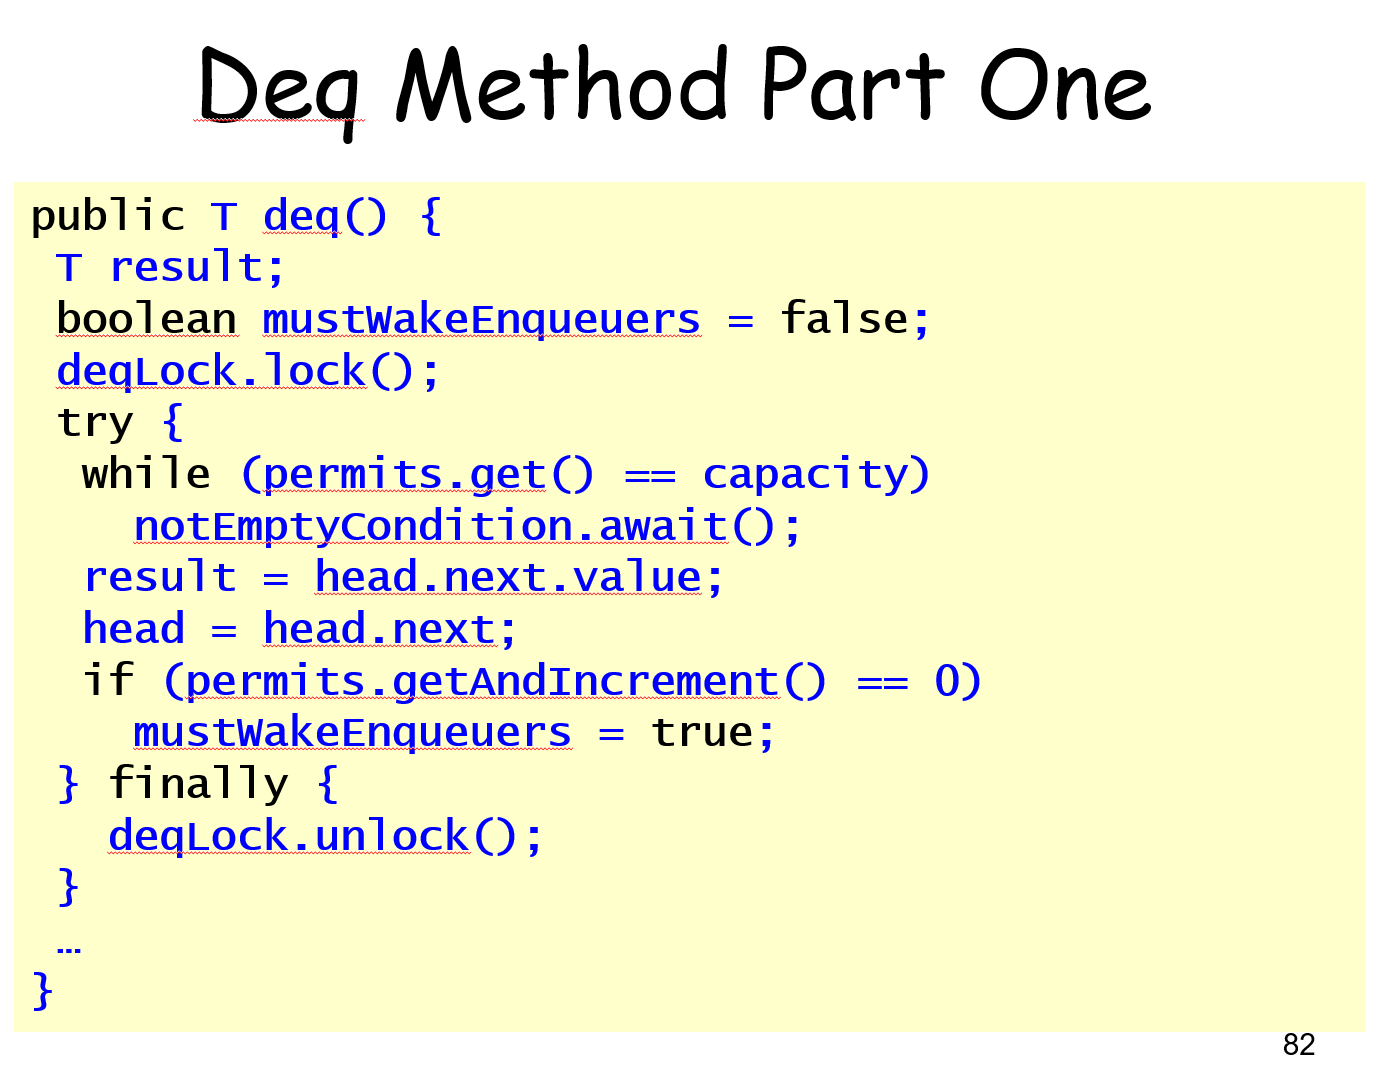 Deq Method Part One
public T deq() {
 T result;
 boolean mustWakeEnqueuers = false;
 deqLock.lock();
 try {
  while (permits.get() == capacity)
    notEmptyCondition.await();
  result = head.next.value;
  head = head.next;
  if (permits.getAndIncrement() == 0)
    mustWakeEnqueuers = true;
 } finally {
   deqLock.unlock();
 }
 …
}
82